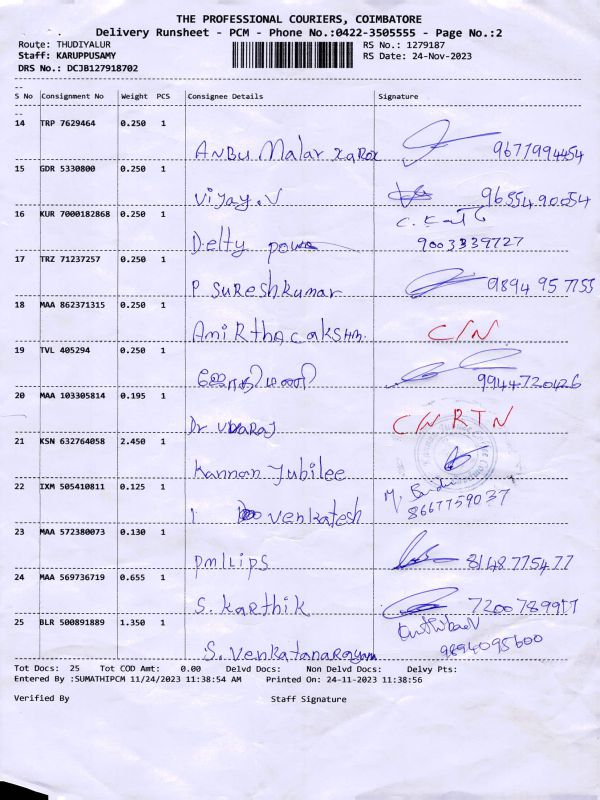 THE PROFESSIONAL COURIERS, COIMBATORE
Delivery Runsheet - PCM - Phone No.:0422-3505555 - Page No.:2
Route: THUDIYALUR RS No.: 1279187
Staff: KARUPPUSAMY RS Date: 24-Nov-2023
DRS No.: DCJB127918702
S No Consignment No Weight PCS Consignee Details Signature
14 TRP 7629464 0.250 1
ANBU Malar xarox 9677994454
15 GDR 5330800 0.250 1
Vijay.V 9655490054
16 KUR 7000182868 0.250 1
Delty 9003339727
17 TRZ 71237257 0.250 1
P SuReshkumar 9894 95 7155
18 MAA 862371315 0.250 1
C/N
19 TVL 405294 0.250 1
ஜோதிமணி 9944720426
20 MAA 103305814 0.195 1
Dr C/N RTN
21 KSN 632764058 2.450 1
Kannan Jubilee
22 IXM 505410811 0.125 1
8667759037
venkatesh
23 MAA 572380073 0.130 1
PhILIPS 8148775477
24 MAA 569736719 0.655 1
S. Karthik
25 BLR 500891889 1.350 1
S. Venkatanarayan 9894095600
Tot Docs: 25 Tot COD Amt: 0.00 Delvd Docs: Non Delvd Docs: Delvy Pts:
Entered By :SUMATHIPCM 11/24/2023 11:38:54 AM Printed On: 24-11-2023 11:38:56
Verified By Staff Signature